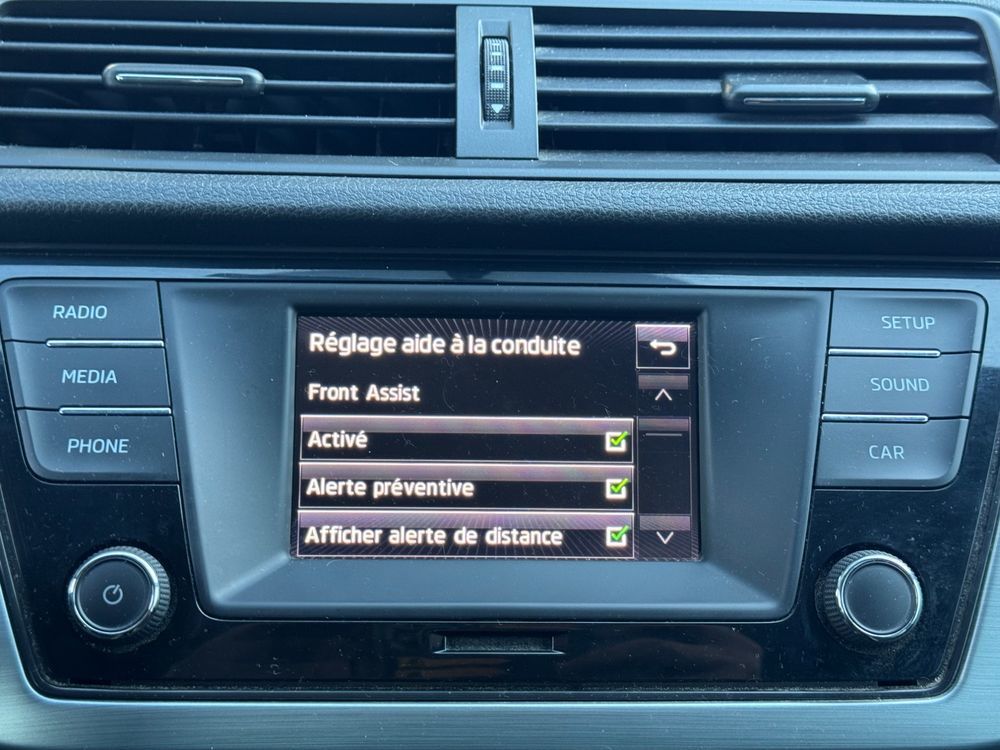 RADIO
MEDIA
PHONE
Réglage aide à la conduite
Front Assist
Activé
Alerte préventive
Afficher alerte de distance
SETUP
SOUND
CAR